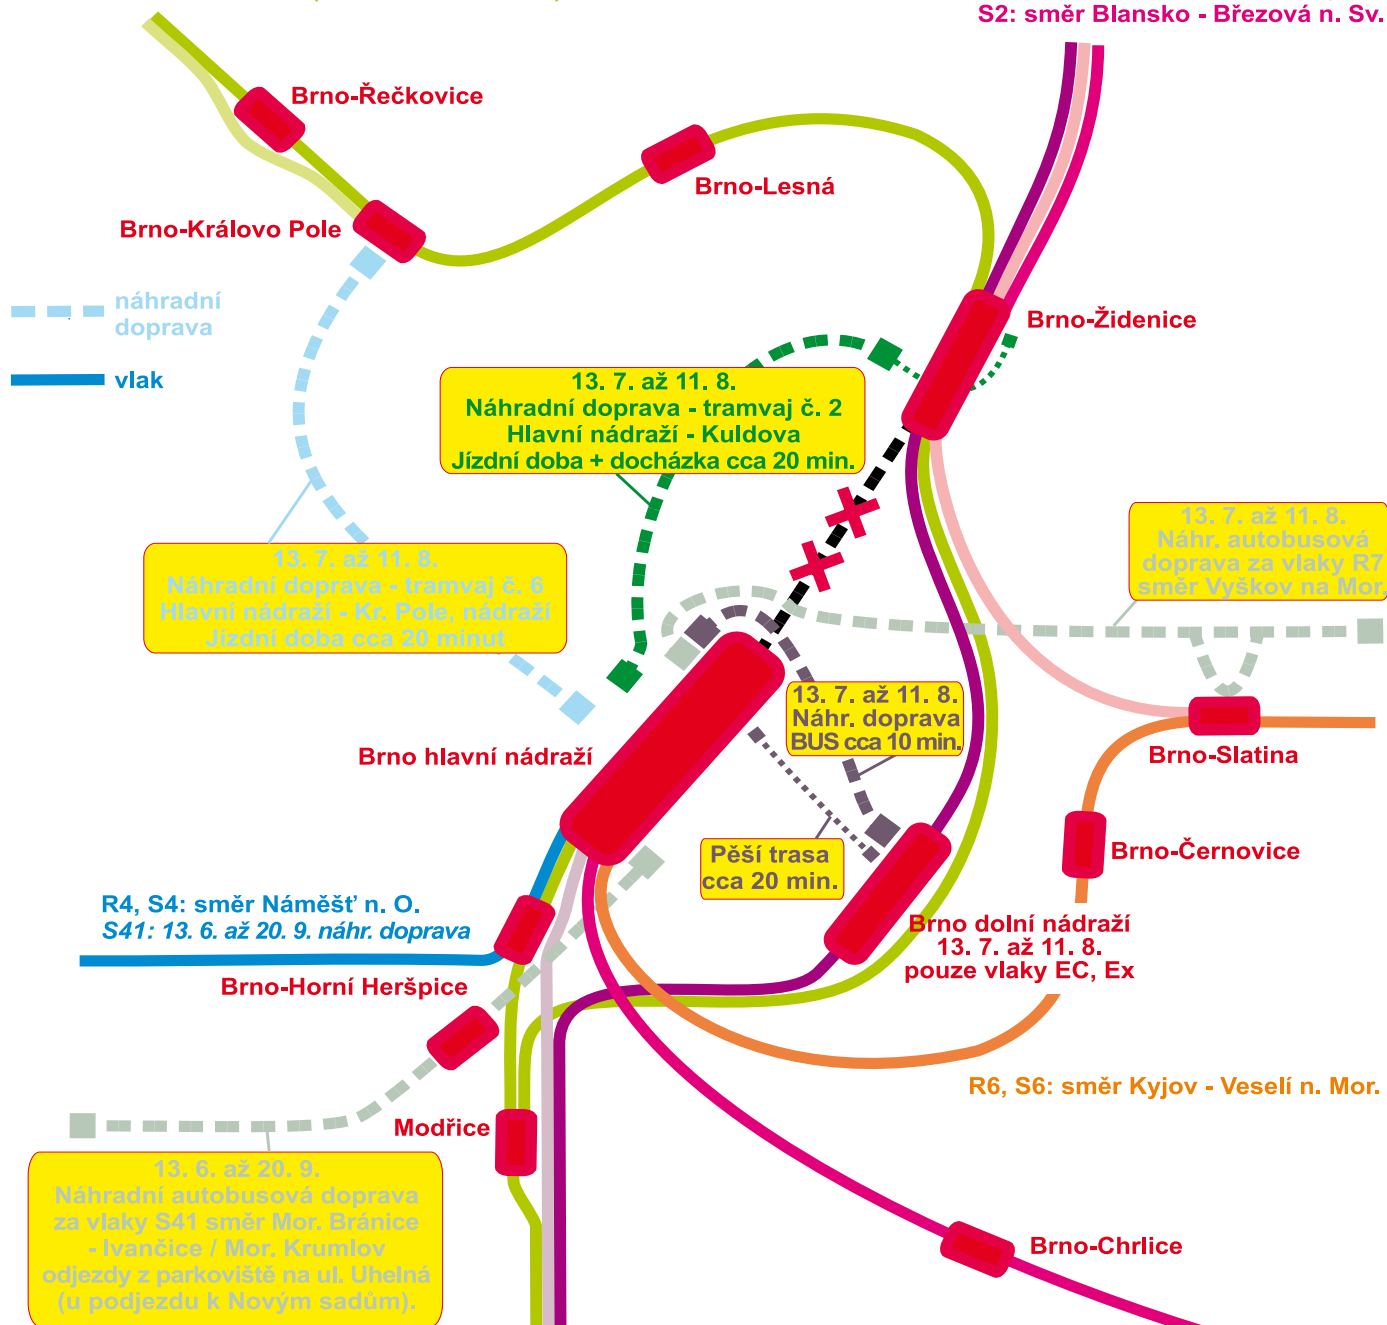 S2: směr Blansko - Březová n. Sv.
Brno-Řečkovice
Brno-Lesná
Brno-Královo Pole
náhradní
doprava
vlak
Brno-Židenice
13. 7. až 11. 8.
Náhradní doprava - tramvaj č. 2
Hlavní nádraží - Kuldova
Jízdní doba + docházka cca 20 min.
13. 7. až 11. 8.
Náhr. autobusová
doprava za vlaky R7
směr Vyškov na Mor.
13. 7. až 11. 8.
Náhradní doprava - tramvaj č. 6
Hlavní nádraží - Kr. Pole, nádraží
Jízdní doba cca 20 minut
13. 7. až 11. 8.
Náhr. doprava
BUS cca 10 min.
Brno hlavní nádraží
Brno-Slatina
Pěší trasa
cca 20 min.
Brno-Černovice
R4, S4: směr Náměšť n. O.
S41: 13. 6. až 20. 9. náhr. doprava
Brno dolní nádraží
13. 7. až 11. 8.
pouze vlaky EC, Ex
Brno-Horní Heršpice
R6, S6: směr Kyjov - Veselí n. Mor.
Modřice
13. 6. až 20. 9.
Náhradní autobusová doprava
za vlaky S41 směr Mor. Bránice
- Ivančice / Mor. Krumlov
odjezdy z parkoviště na ul. Uhelná
(u podjezdu k Novým sadům).
Brno-Chrlice